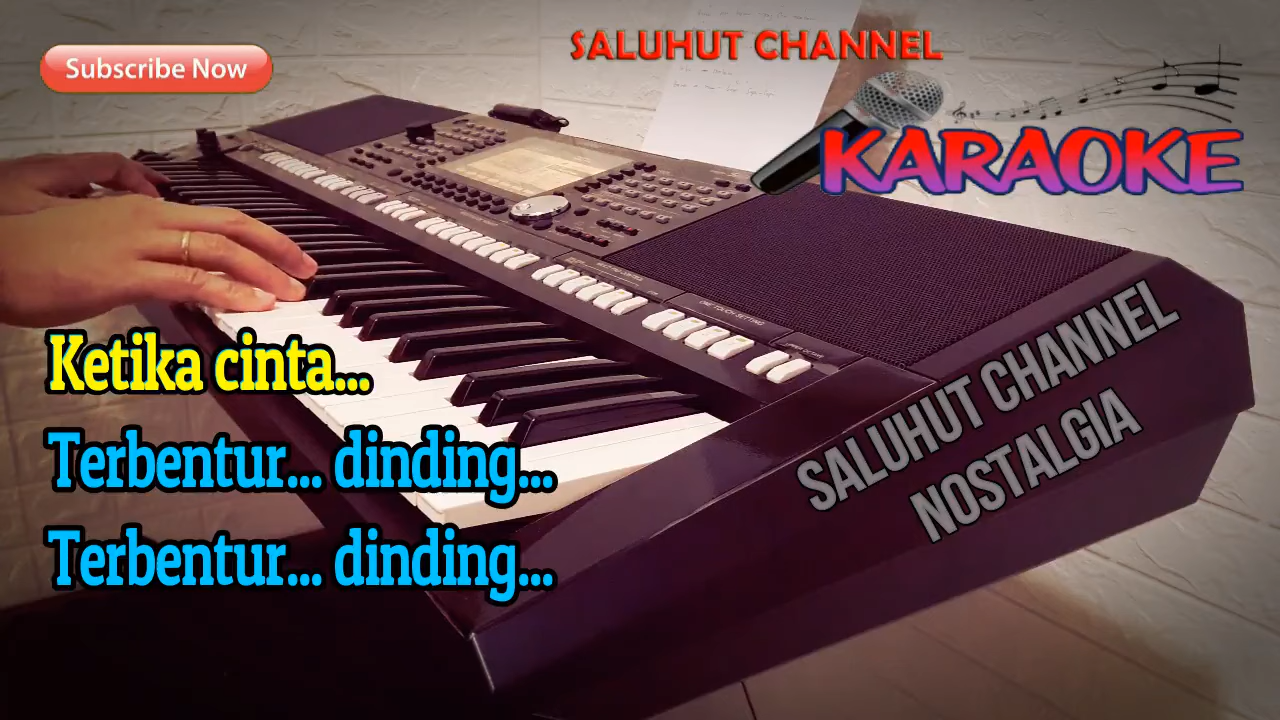 SALUHUT CHANNEL
Subscribe Now
KARAOKE
Ketika cinta...
Terbentur... dinding...
Terbentur... dinding...
SALUHUT CHANNEL
NOSTALGIA